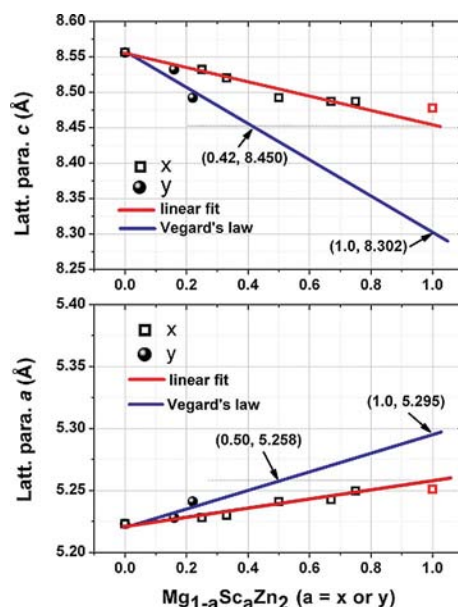 8.60
8.55
8.50
8.45
8.40
8.35
8.30
8.25
Latt. para. c (Å)
(0.42, 8.450)
x
y
linear fit
Vegard's law
(1.0, 8.302)
0.0 0.2 0.4 0.6 0.8 1.0
5.40
5.35
5.30
5.25
5.20
Latt. para. a (Å)
x
y
linear fit
Vegard's law
(1.0, 5.295)
(0.50, 5.258)
0.0 0.2 0.4 0.6 0.8 1.0
Mg₁₋ₐScₐZn₂ (a = x or y)